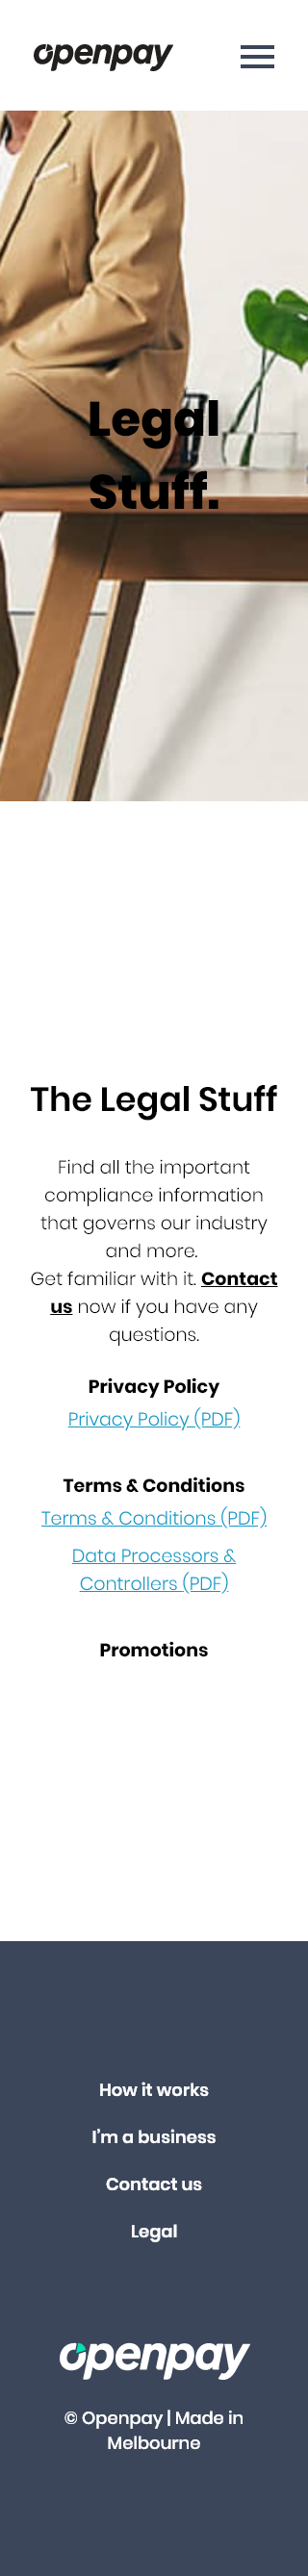 openpay
Legal
Stuff.
The Legal Stuff
Find all the important
compliance information
that governs our industry
and more.
Get familiar with it. Contact
us now if you have any
questions.
Privacy Policy
Privacy Policy (PDF)
Terms & Conditions
Terms & Conditions (PDF)
Data Processors &
Controllers (PDF)
Promotions
How it works
I'm a business
Contact us
Legal
openpay
© Openpay | Made in
Melbourne